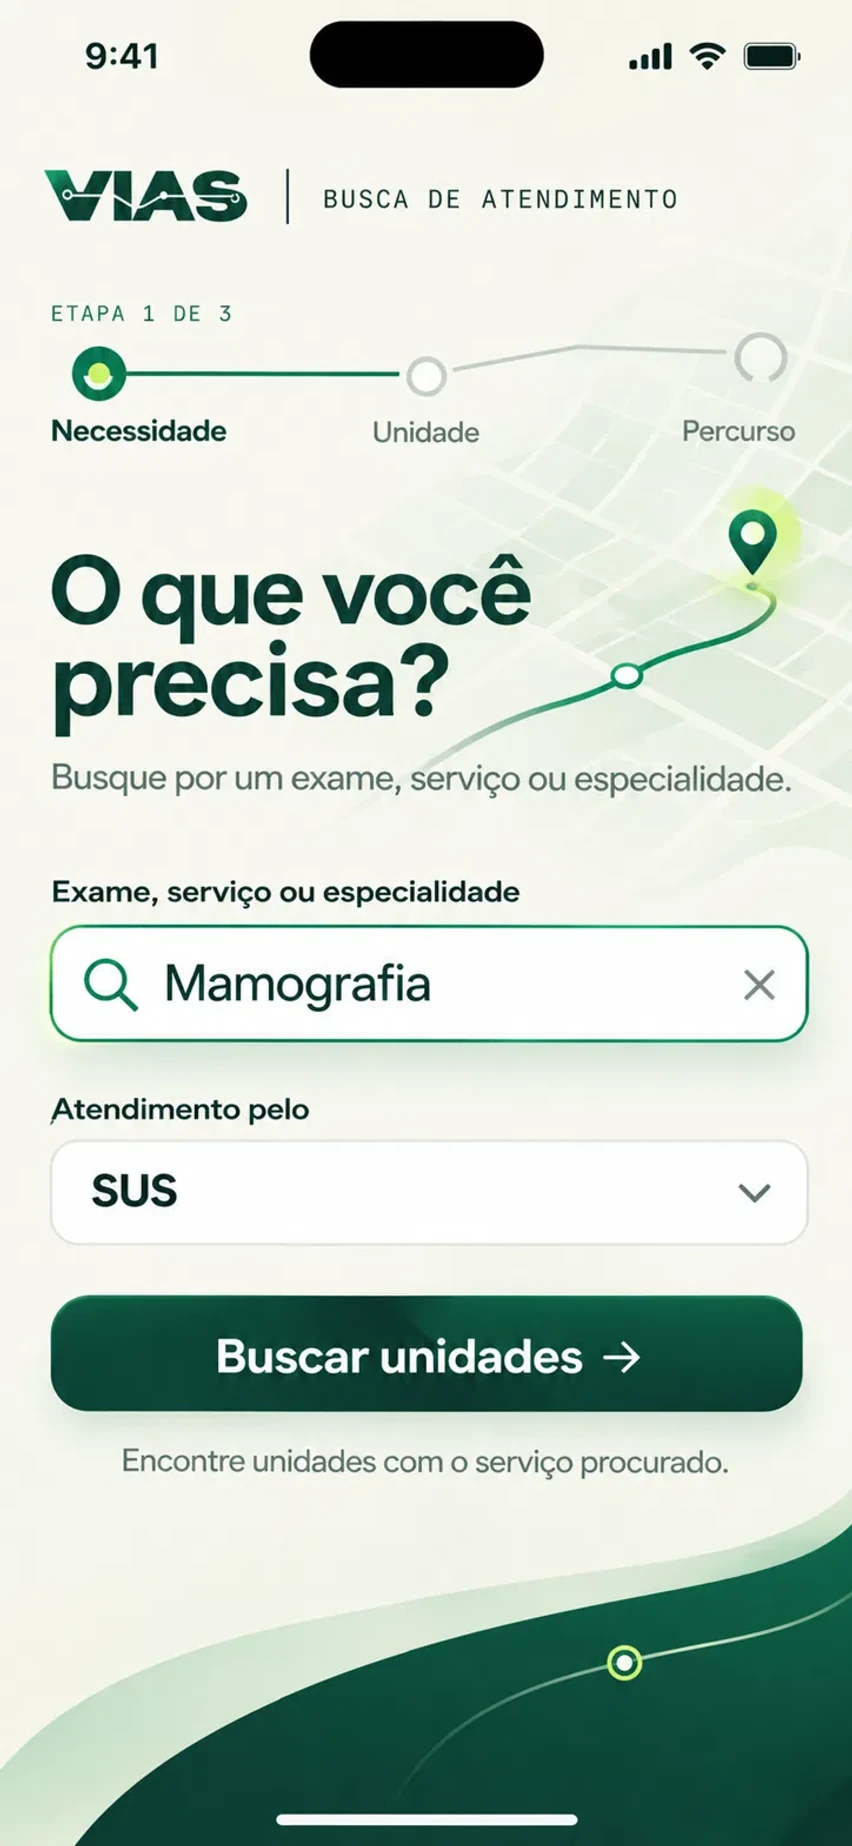 9:41
VIAS | BUSCA DE ATENDIMENTO
ETAPA 1 DE 3
Necessidade Unidade Percurso
O que você
precisa?
Busque por um exame, serviço ou especialidade.
Exame, serviço ou especialidade
Mamografia
Atendimento pelo
SUS
Buscar unidades →
Encontre unidades com o serviço procurado.